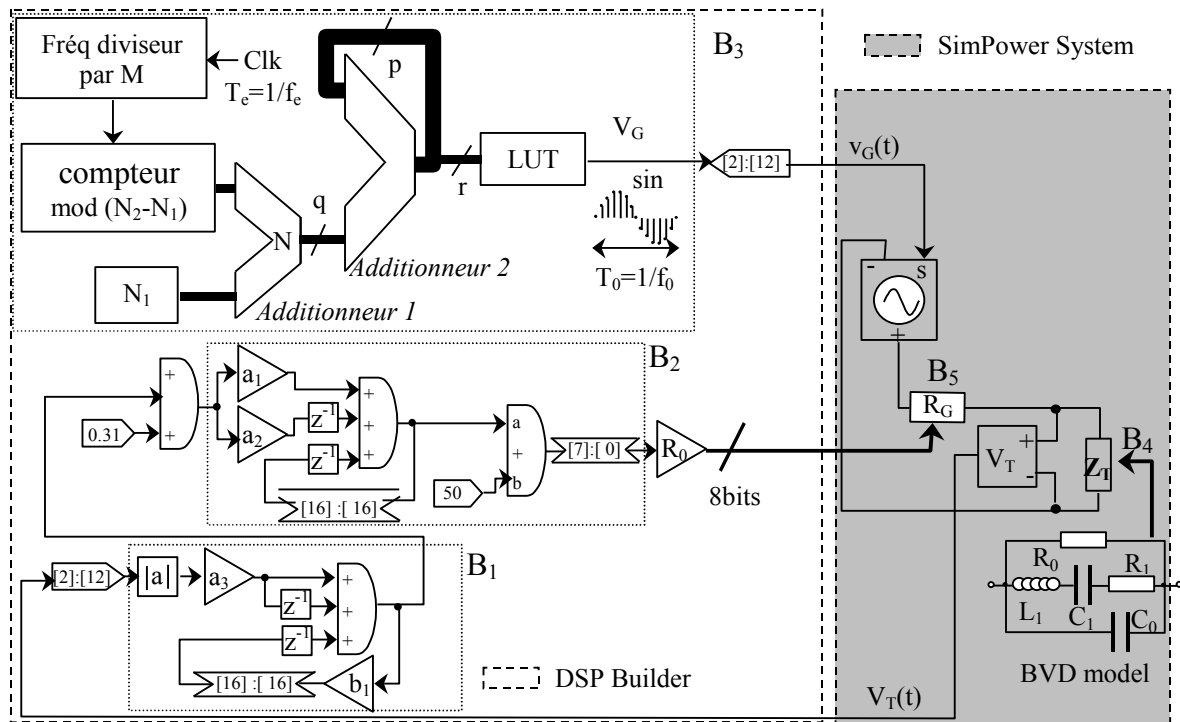 Fréq diviseur
par M
Clk
T_e=1/f_e
compteur
mod (N_2-N_1)
N_1
N
q
p
r
Additionneur 1
Additionneur 2
LUT
V_G
sin
T_0=1/f_0
B_3
[2]:[12]
SimPower System
v_G(t)
-
s
+
B_5
R_G
V_T
+
-
Z_T
B_4
R_0
L_1
C_1
R_1
C_0
BVD model
V_T(t)
B_2
+
+
0.31
a_1
a_2
z^-1
z^-1
+
+
+
[16] :[ 16]
a
+
b
50
[7]:[ 0]
R_0
8bits
B_1
[2]:[12]
|a|
a_3
z^-1
z^-1
+
+
+
[16] :[ 16]
b_1
DSP Builder